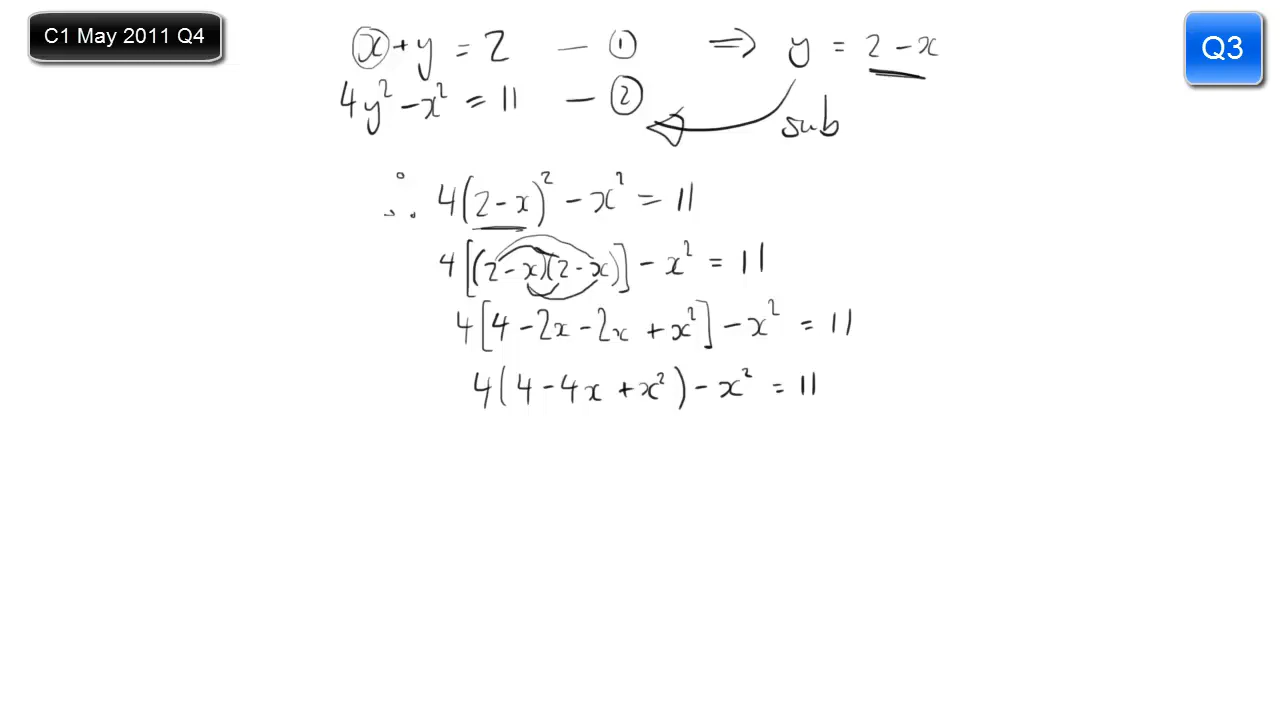 C1 May 2011 Q4
Q3
x + y = 2 — ① ⇒ y = 2 - x
4y² - x² = 11 — ② sub
∴ 4(2 - x)² - x² = 11
4[(2 - x)(2 - x)] - x² = 11
4[4 - 2x - 2x + x²] - x² = 11
4(4 - 4x + x²) - x² = 11